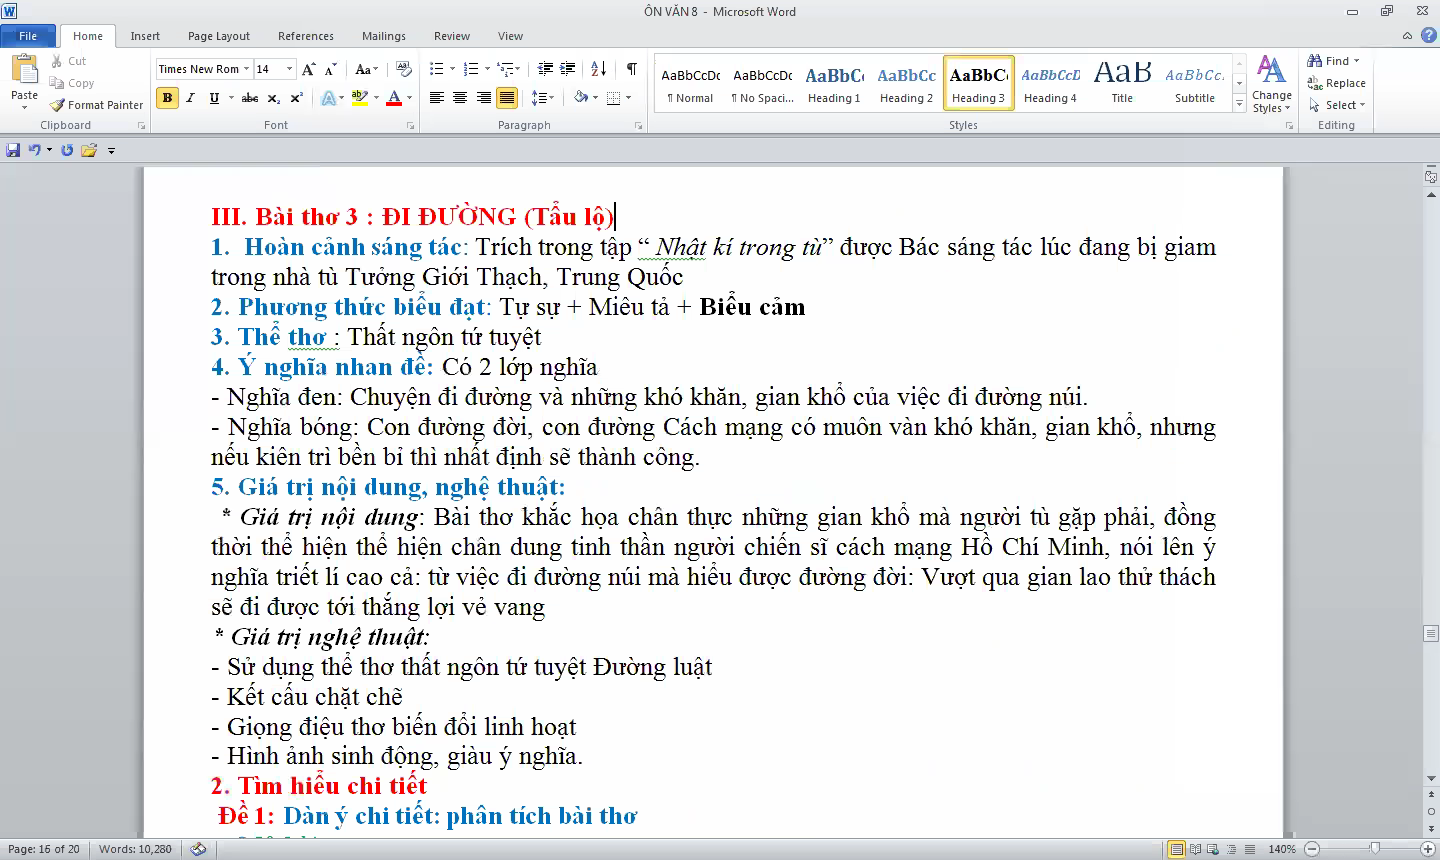 ÔN VĂN 8 - Microsoft Word
File Home Insert Page Layout References Mailings Review View
Paste Cut Copy Format Painter Clipboard
Times New Rom 14 Aa
B I U abc x₂ x² A ab A Font
Paragraph
AaBbCcDc ¶ Normal AaBbCcDc ¶ No Spaci... AaBbC Heading 1 AaBbCc Heading 2 AaBbC Heading 3 AaBbCcD Heading 4 AaB Title AaBbCc. Subtitle Change Styles Styles
Find Replace Select Editing
III. Bài thơ 3 : ĐI ĐƯỜNG (Tẩu lộ)
1. Hoàn cảnh sáng tác: Trích trong tập “ Nhật kí trong tù” được Bác sáng tác lúc đang bị giam
trong nhà tù Tưởng Giới Thạch, Trung Quốc
2. Phương thức biểu đạt: Tự sự + Miêu tả + Biểu cảm
3. Thể thơ : Thất ngôn tứ tuyệt
4. Ý nghĩa nhan đề: Có 2 lớp nghĩa
- Nghĩa đen: Chuyện đi đường và những khó khăn, gian khổ của việc đi đường núi.
- Nghĩa bóng: Con đường đời, con đường Cách mạng có muôn vàn khó khăn, gian khổ, nhưng
nếu kiên trì bền bỉ thì nhất định sẽ thành công.
5. Giá trị nội dung, nghệ thuật:
* Giá trị nội dung: Bài thơ khắc họa chân thực những gian khổ mà người tù gặp phải, đồng
thời thể hiện thể hiện chân dung tinh thần người chiến sĩ cách mạng Hồ Chí Minh, nói lên ý
nghĩa triết lí cao cả: từ việc đi đường núi mà hiểu được đường đời: Vượt qua gian lao thử thách
sẽ đi được tới thắng lợi vẻ vang
* Giá trị nghệ thuật:
- Sử dụng thể thơ thất ngôn tứ tuyệt Đường luật
- Kết cấu chặt chẽ
- Giọng điệu thơ biến đổi linh hoạt
- Hình ảnh sinh động, giàu ý nghĩa.
2. Tìm hiểu chi tiết
Đề 1: Dàn ý chi tiết: phân tích bài thơ
Page: 16 of 20 Words: 10,280 140%